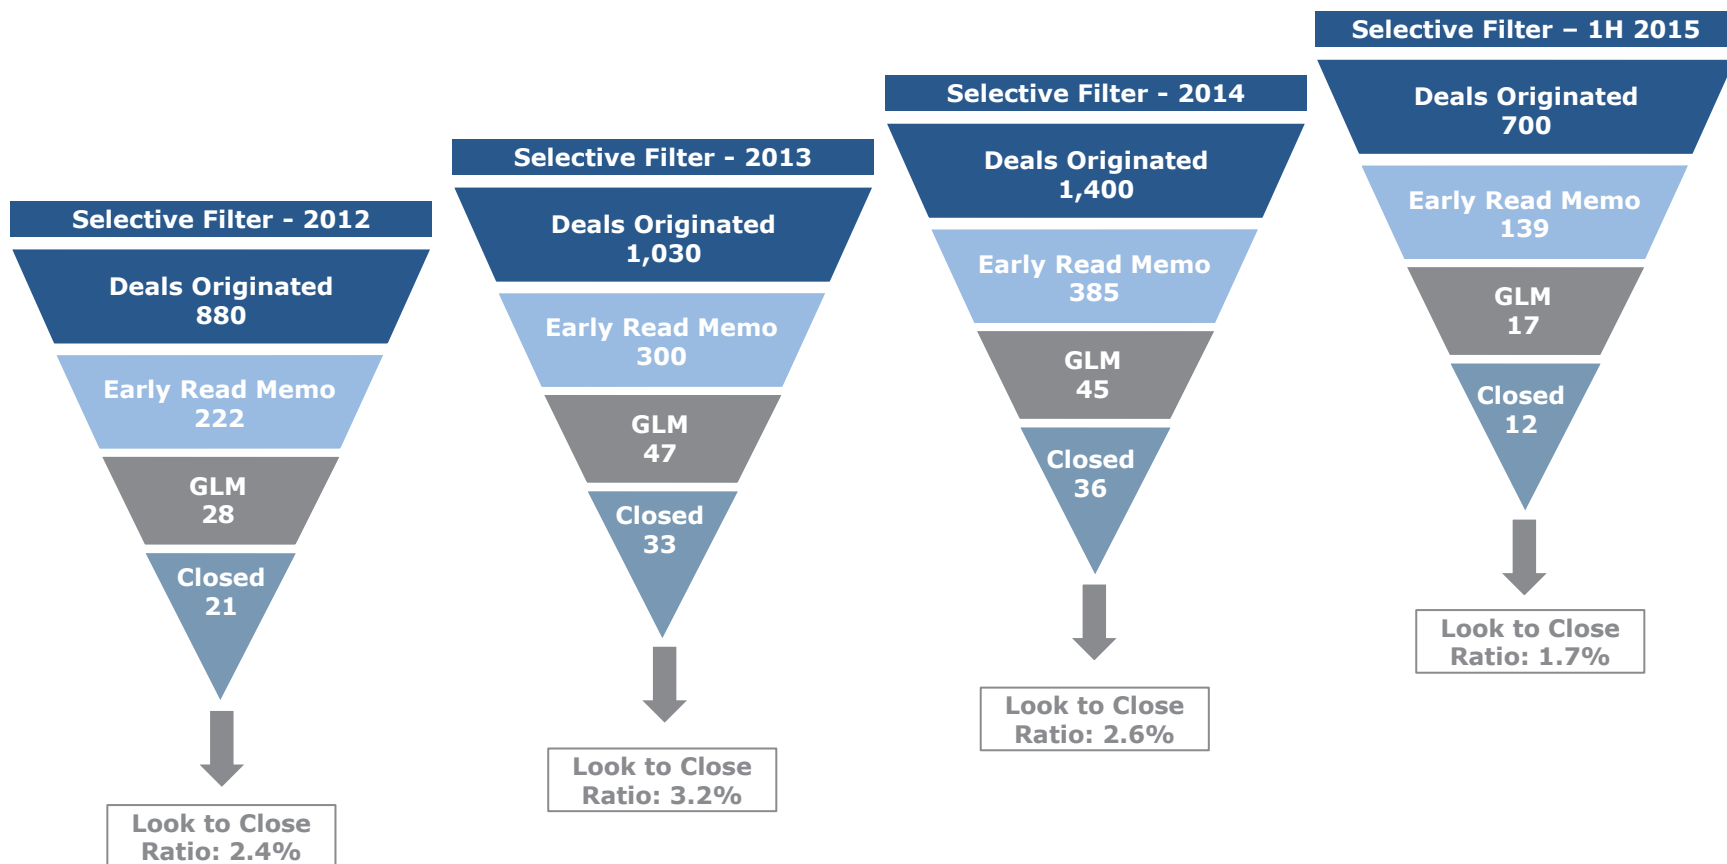 Selective Filter - 2012
Deals Originated
880
Early Read Memo
222
GLM
28
Closed
21
Look to Close
Ratio: 2.4%
Selective Filter - 2013
Deals Originated
1,030
Early Read Memo
300
GLM
47
Closed
33
Look to Close
Ratio: 3.2%
Selective Filter - 2014
Deals Originated
1,400
Early Read Memo
385
GLM
45
Closed
36
Look to Close
Ratio: 2.6%
Selective Filter – 1H 2015
Deals Originated
700
Early Read Memo
139
GLM
17
Closed
12
Look to Close
Ratio: 1.7%